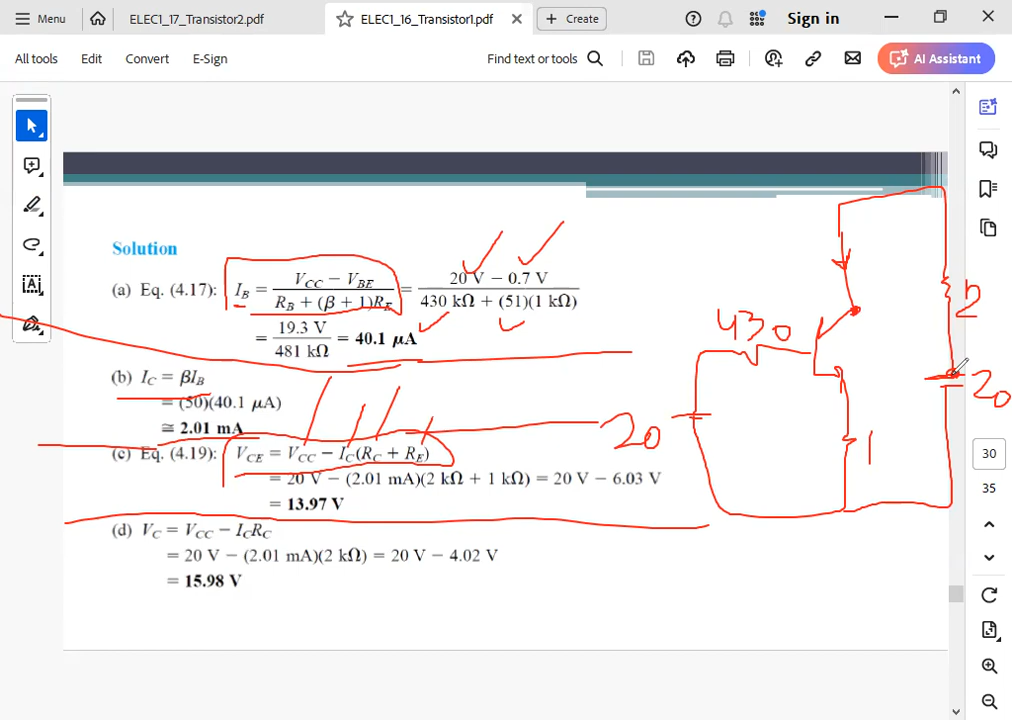 Menu ELEC1_17_Transistor2.pdf ELEC1_16_Transistor1.pdf Create Sign in
All tools Edit Convert E-Sign Find text or tools AI Assistant
Solution
(a) Eq. (4.17): I_B = (V_CC − V_BE) / (R_B + (β + 1)R_E) = (20 V − 0.7 V) / (430 kΩ + (51)(1 kΩ))
= 19.3 V / 481 kΩ = 40.1 μA
(b) I_C = βI_B
= (50)(40.1 μA)
≅ 2.01 mA
(c) Eq. (4.19): V_CE = V_CC − I_C(R_C + R_E)
= 20 V − (2.01 mA)(2 kΩ + 1 kΩ) = 20 V − 6.03 V
= 13.97 V
(d) V_C = V_CC − I_CR_C
= 20 V − (2.01 mA)(2 kΩ) = 20 V − 4.02 V
= 15.98 V
430
2
20
20
1
30
35